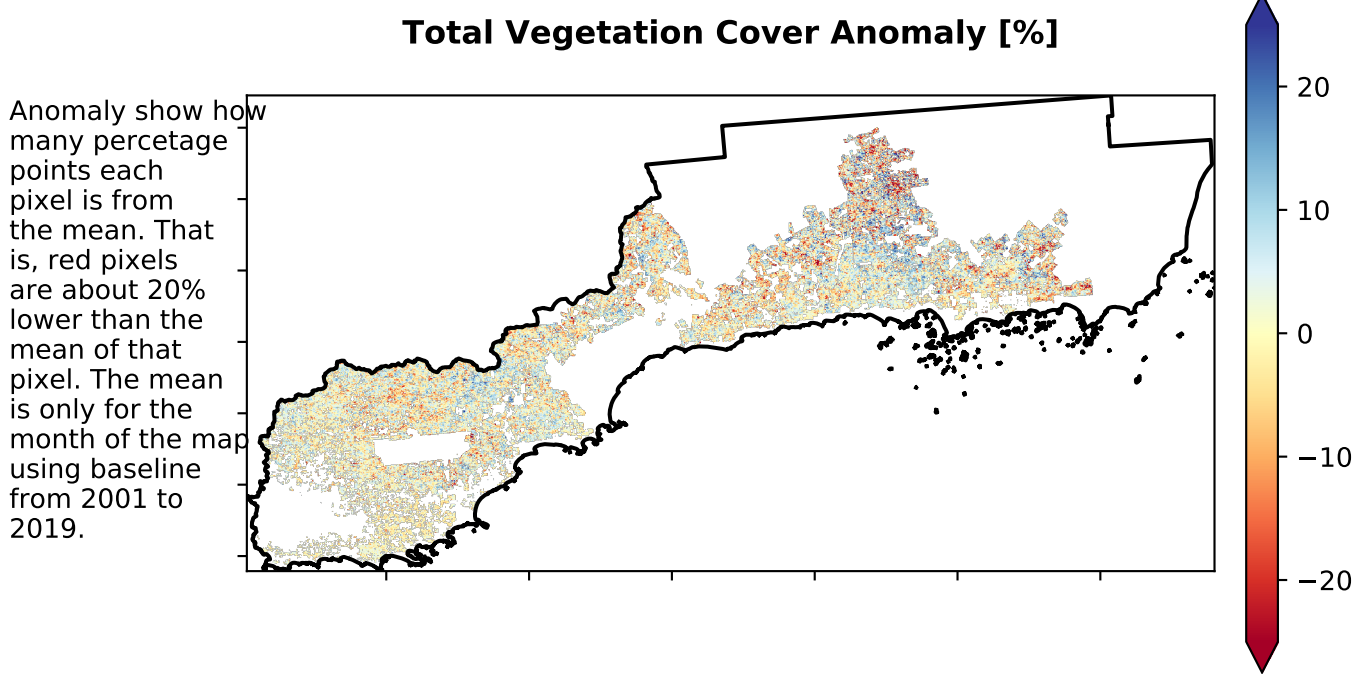 Total Vegetation Cover Anomaly [%]
Anomaly show how
many percetage
points each
pixel is from
the mean. That
is, red pixels
are about 20%
lower than the
mean of that
pixel. The mean
is only for the
month of the map
using baseline
from 2001 to
2019.
20
10
0
−10
−20